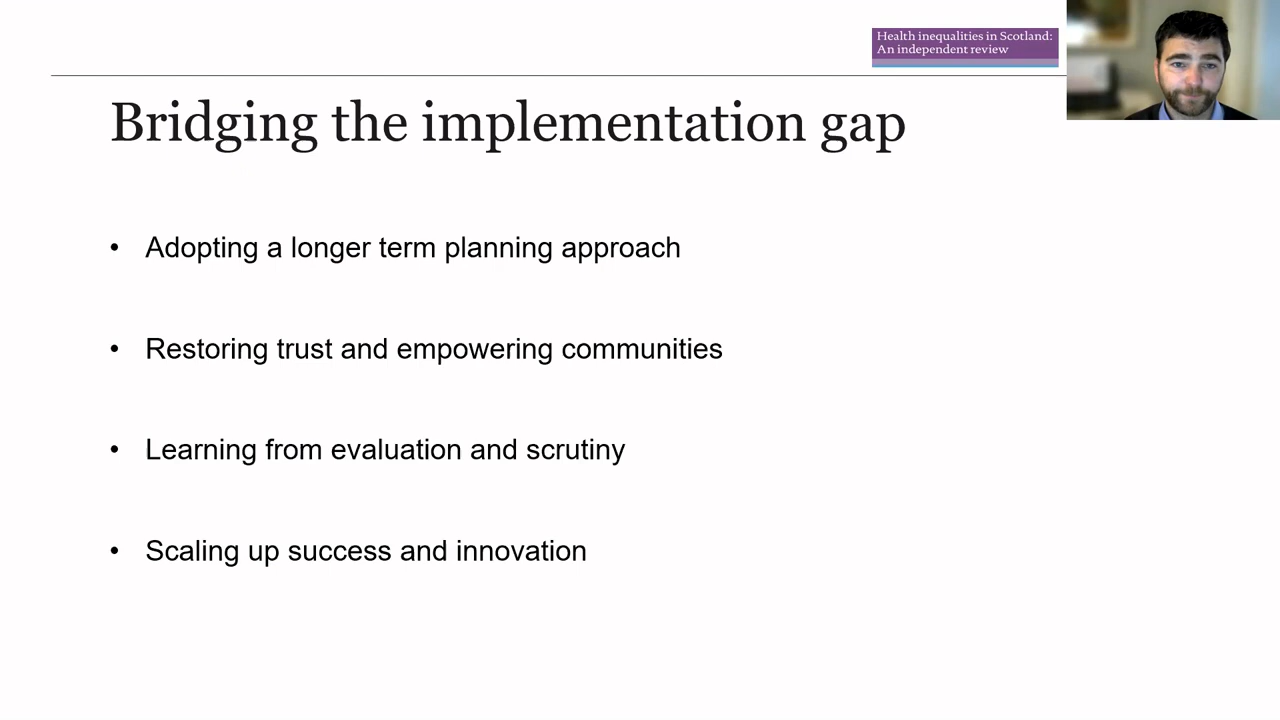 Health inequalities in Scotland:
An independent review
Bridging the implementation gap
• Adopting a longer term planning approach
• Restoring trust and empowering communities
• Learning from evaluation and scrutiny
• Scaling up success and innovation